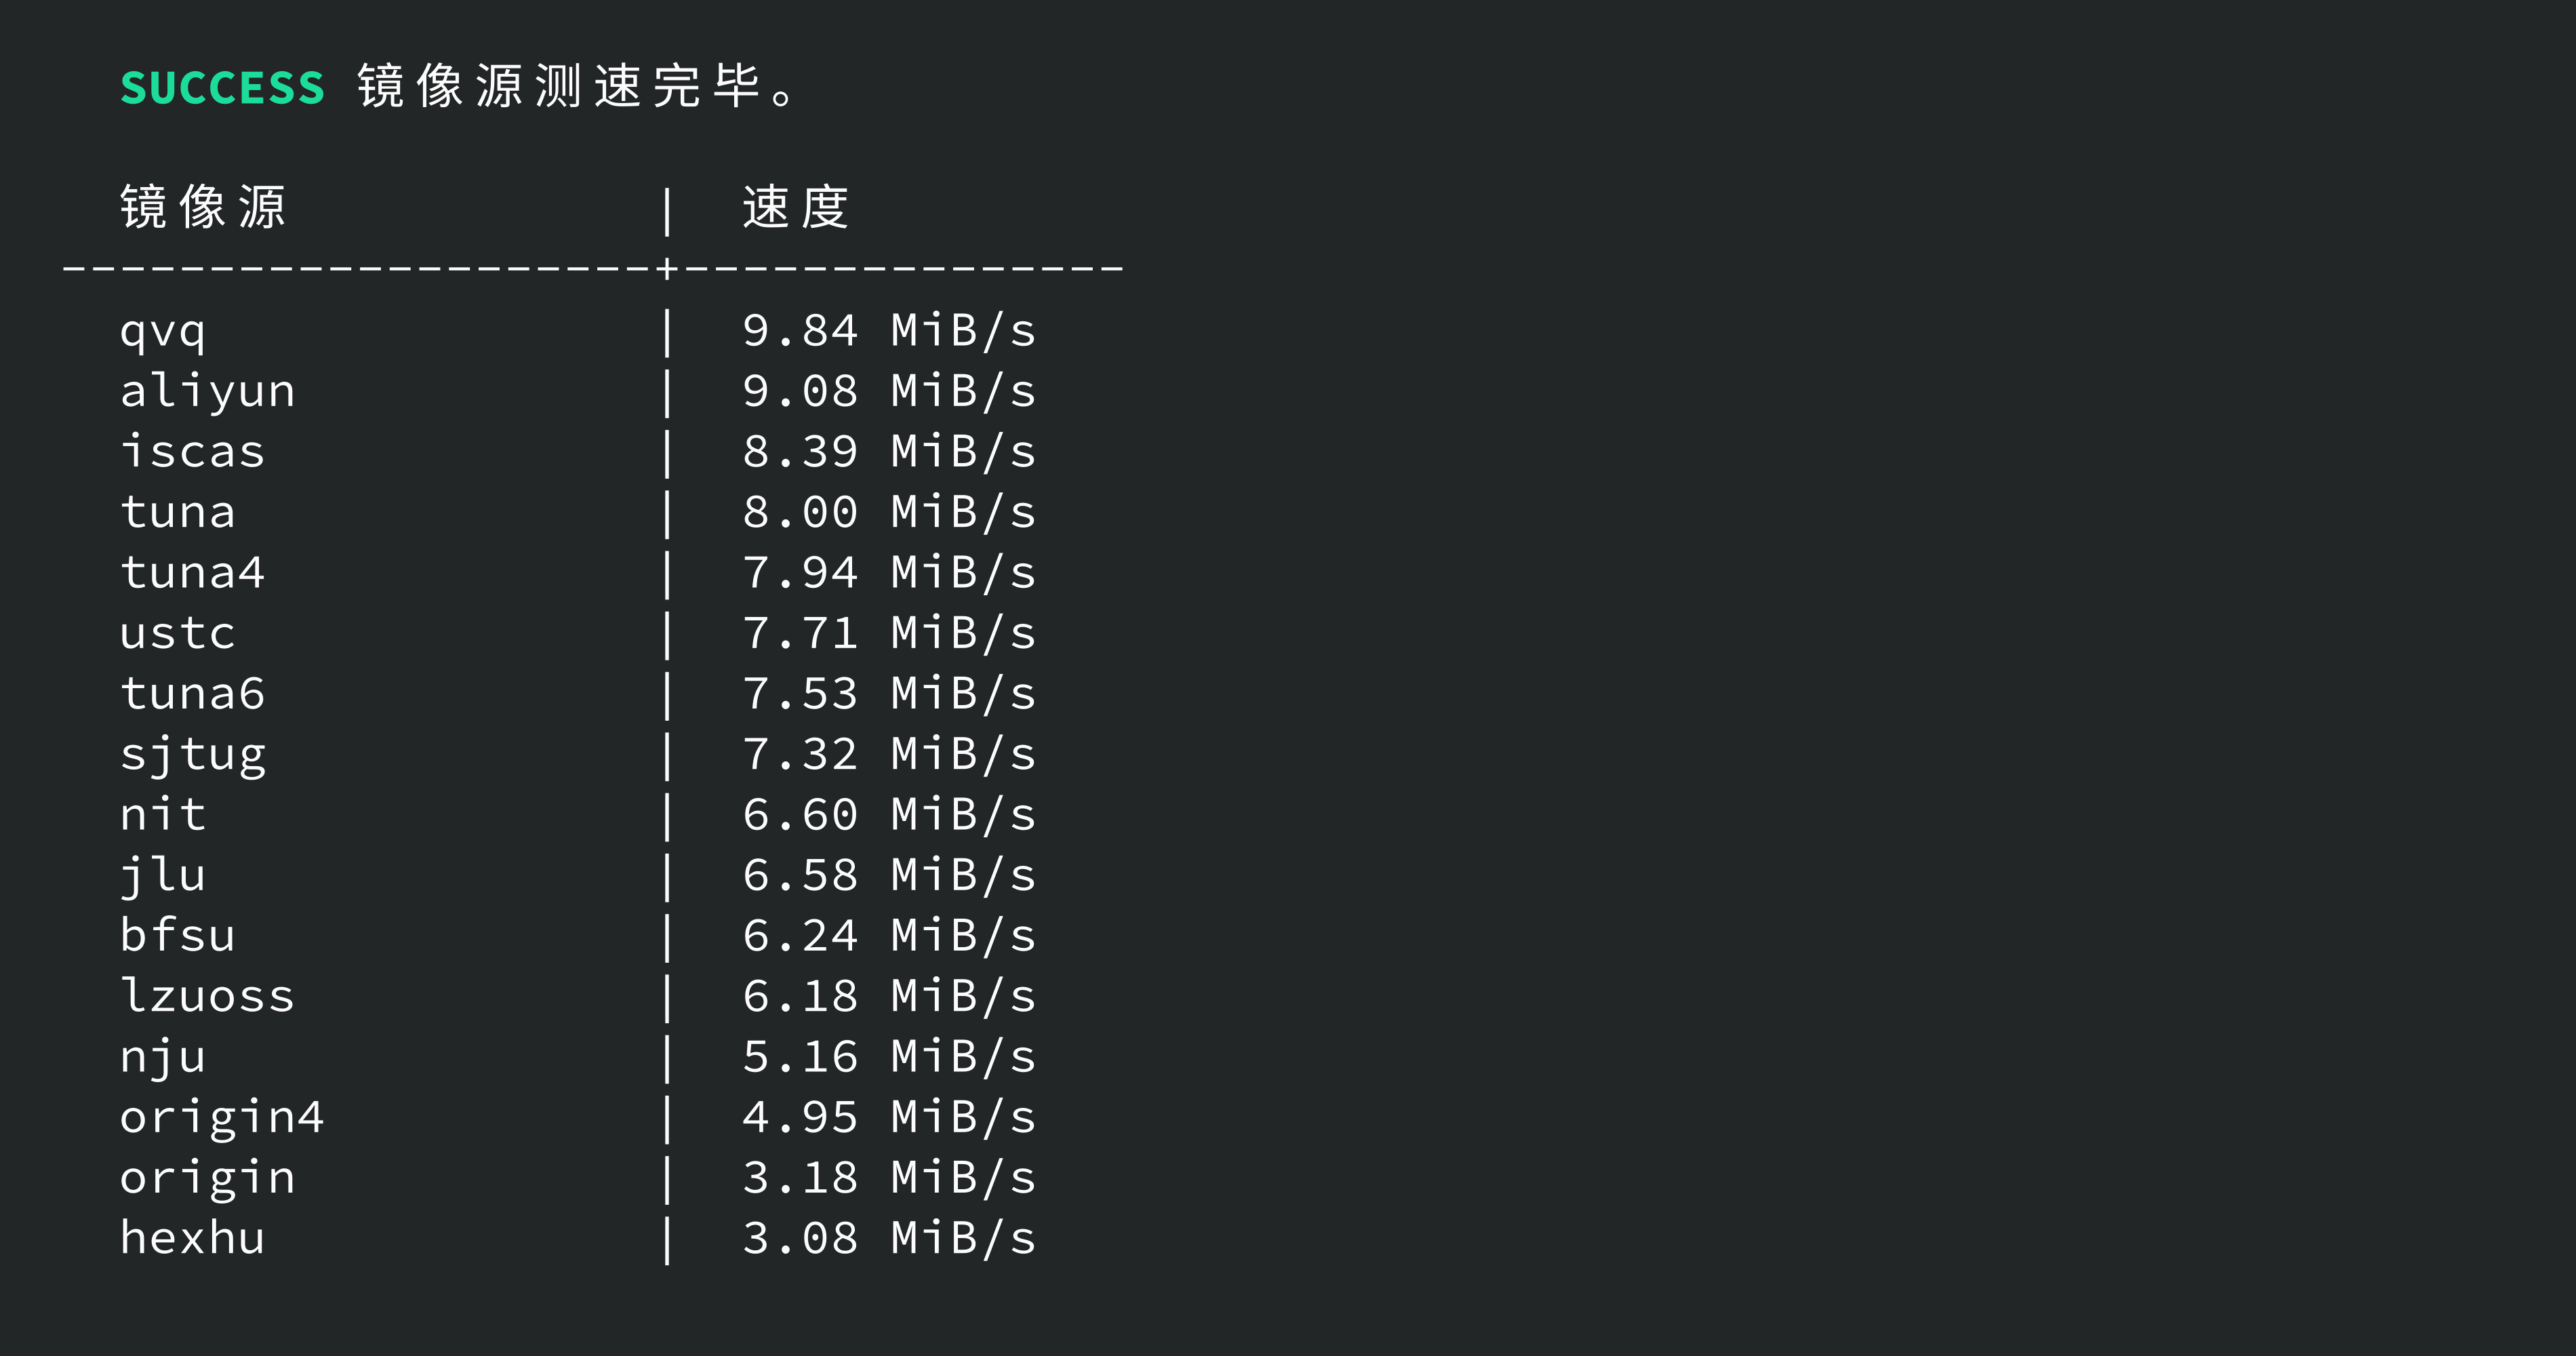 SUCCESS 镜像源测速完毕。
镜像源 | 速度
--------------------+---------------
qvq | 9.84 MiB/s
aliyun | 9.08 MiB/s
iscas | 8.39 MiB/s
tuna | 8.00 MiB/s
tuna4 | 7.94 MiB/s
ustc | 7.71 MiB/s
tuna6 | 7.53 MiB/s
sjtug | 7.32 MiB/s
nit | 6.60 MiB/s
jlu | 6.58 MiB/s
bfsu | 6.24 MiB/s
lzuoss | 6.18 MiB/s
nju | 5.16 MiB/s
origin4 | 4.95 MiB/s
origin | 3.18 MiB/s
hexhu | 3.08 MiB/s